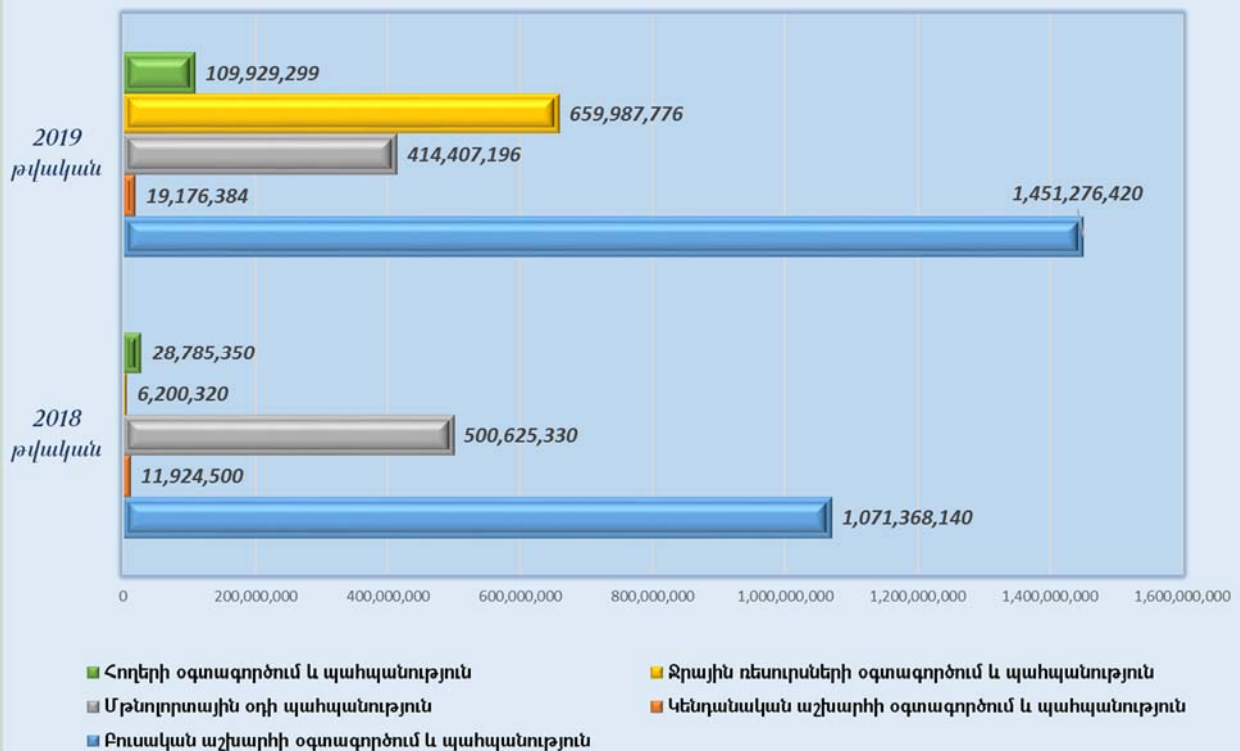 2019
թվական
109,929,299
659,987,776
414,407,196
19,176,384
1,451,276,420
2018
թվական
28,785,350
6,200,320
500,625,330
11,924,500
1,071,368,140
0 200,000,000 400,000,000 600,000,000 800,000,000 1,000,000,000 1,200,000,000 1,400,000,000 1,600,000,000
Հողերի օգտագործում և պահպանություն
Ջրային ռեսուրսների օգտագործում և պահպանություն
Մթնոլորտային օդի պահպանություն
Կենդանական աշխարհի օգտագործում և պահպանություն
Բուսական աշխարհի օգտագործում և պահպանություն